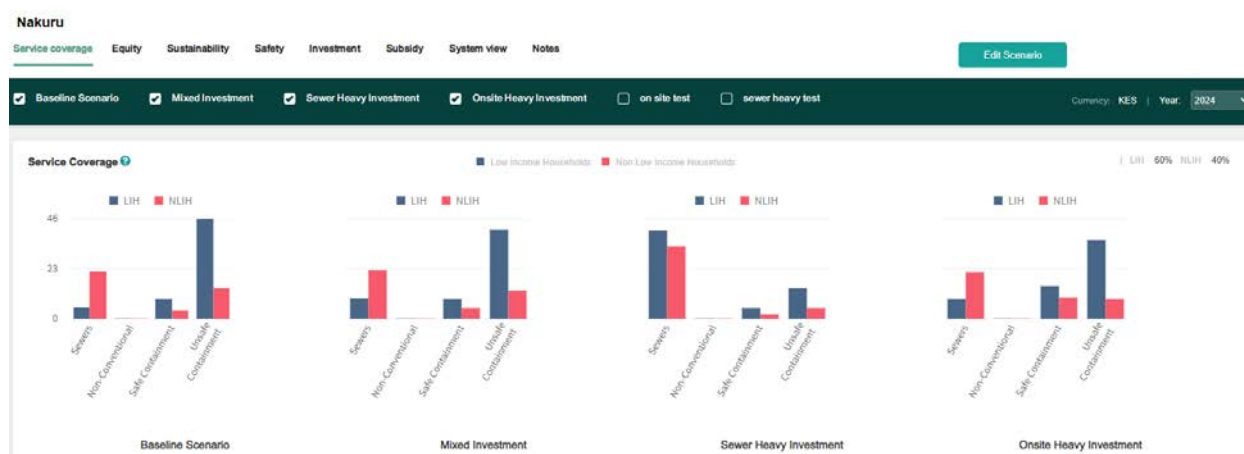 Nakuru
Service coverage Equity Sustainability Safety Investment Subsidy System view Notes
Edit Scenario
Baseline Scenario Mixed Investment Sewer Heavy Investment Onsite Heavy Investment on site test sewer heavy test Currency: KES | Year: 2024
Service Coverage ? Low Income Households Non Low Income Households | LIH 60% NLIH 40%
LIH NLIH LIH NLIH LIH NLIH LIH NLIH
46
23
0
Sewers Non-Conventional Safe Containment Unsafe Containment Sewers Non-Conventional Safe Containment Unsafe Containment Sewers Non-Conventional Safe Containment Unsafe Containment Sewers Non-Conventional Safe Containment Unsafe Containment
Baseline Scenario Mixed Investment Sewer Heavy Investment Onsite Heavy Investment